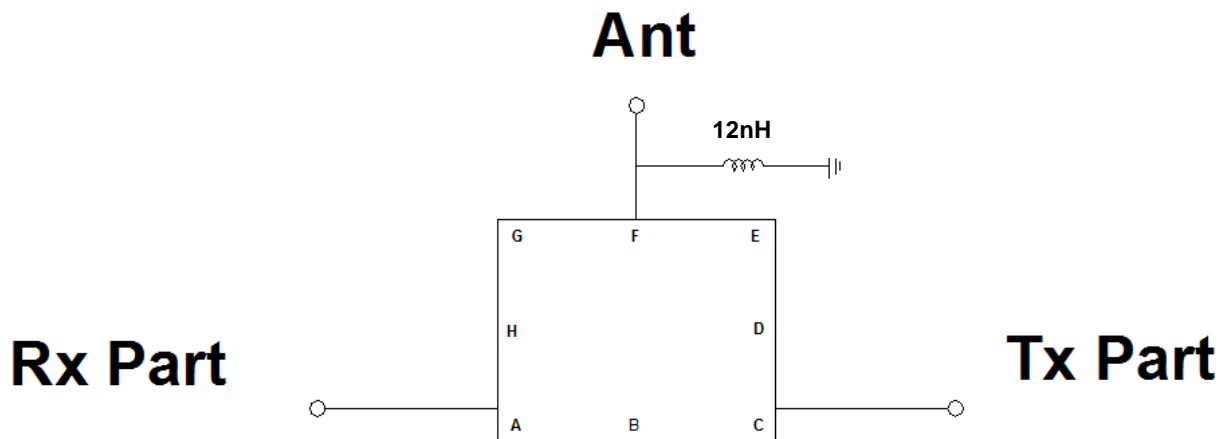 Ant
12nH
G F E
H D
Rx Part Tx Part
A B C